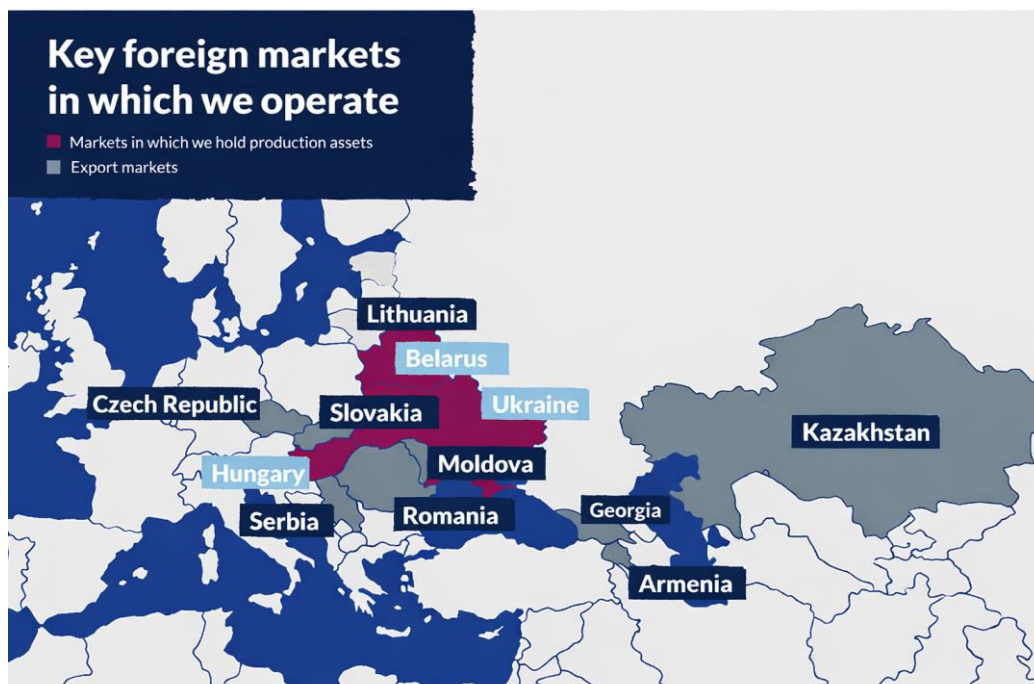 Key foreign markets
in which we operate
Markets in which we hold production assets
Export markets
Lithuania
Belarus
Czech Republic
Slovakia
Ukraine
Kazakhstan
Hungary
Moldova
Serbia
Romania
Georgia
Armenia